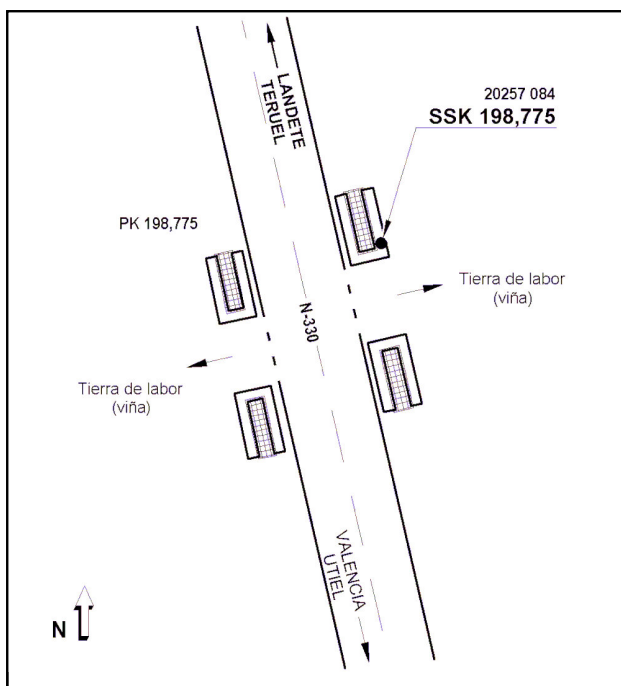 LANDETE
TERUEL
20257 084
SSK 198,775
PK 198,775
Tierra de labor
(viña)
N-330
Tierra de labor
(viña)
VALENCIA
UTIEL
N